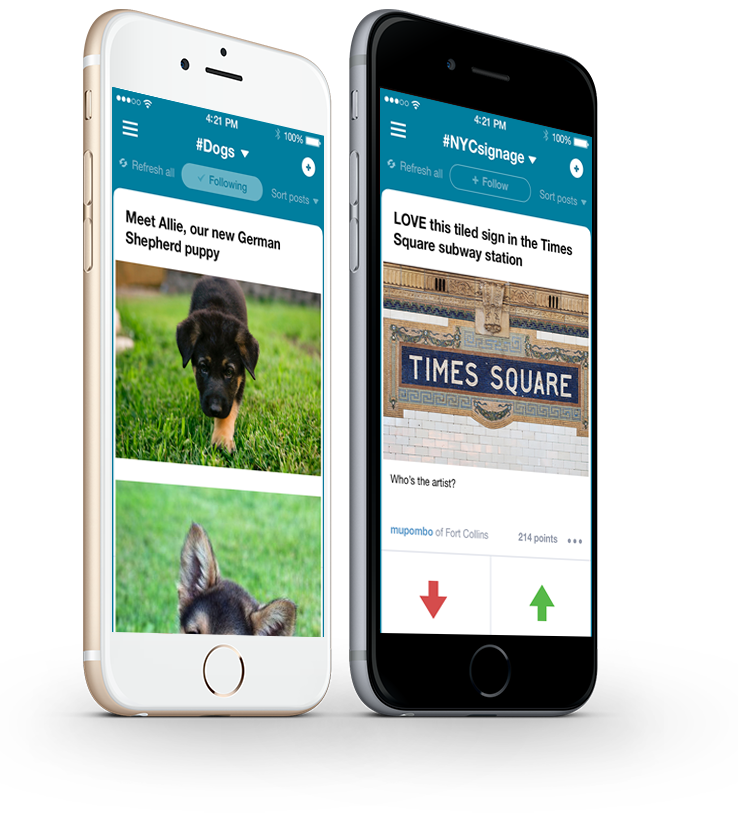 4:21 PM
100%
#Dogs
Refresh all
Following
Sort posts
Meet Allie, our new German
Shepherd puppy
4:21 PM
100%
#NYCsignage
Refresh all
+ Follow
Sort posts
LOVE this tiled sign in the Times
Square subway station
TIMES SQUARE
Who's the artist?
mupombo of Fort Collins
214 points